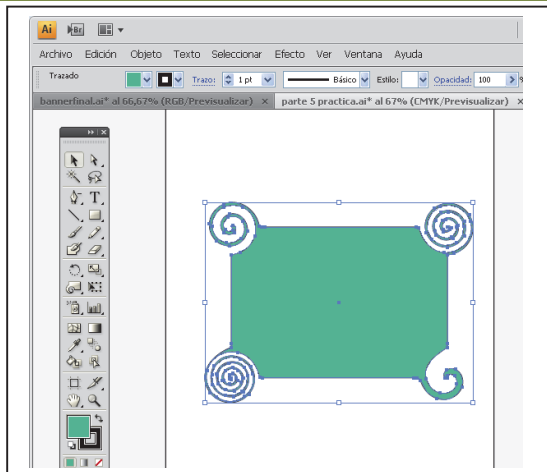 Ai Br
Archivo Edición Objeto Texto Seleccionar Efecto Ver Ventana Ayuda
Trazado Trazo: 1 pt Básico Estilo: Opacidad: 100 %
bannerfinal.ai* al 66,67% (RGB/Previsualizar) × parte 5 practica.ai* al 67% (CMYK/Previsualizar) ×
T